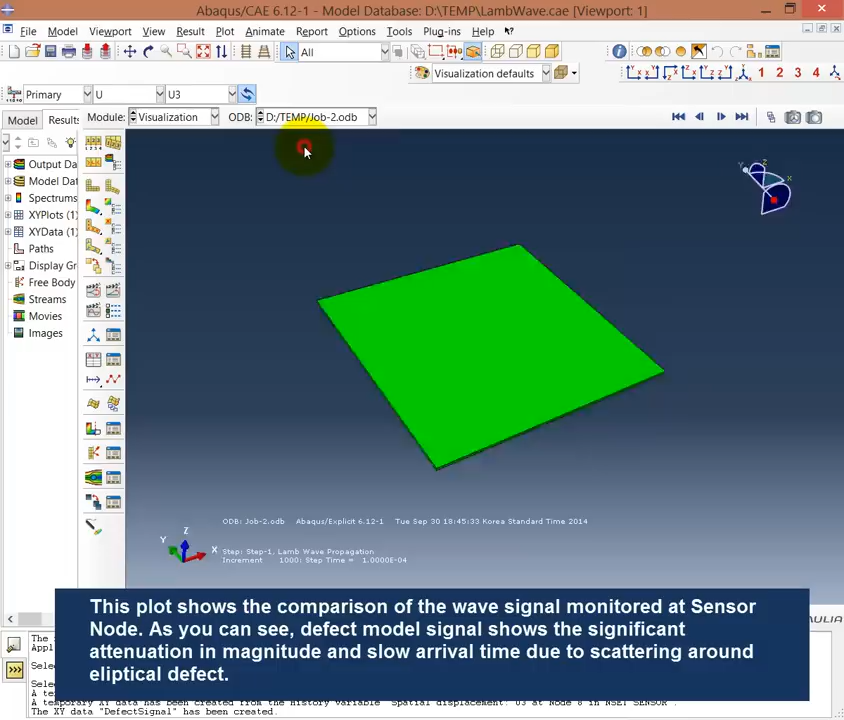 Abaqus/CAE 6.12-1 - Model Database: D:\TEMP\LambWave.cae [Viewport: 1]
File Model Viewport View Result Plot Animate Report Options Tools Plug-ins Help
All
Visualization defaults
1 2 3 4
Primary U U3
Model Results Module: Visualization ODB: D:/TEMP/Job-2.odb
Output Da
Model Dat
Spectrums
XYPlots (1)
XYData (1)
Paths
Display Gr
Free Body
Streams
Movies
Images
Y Z X
ODB: Job-2.odb Abaqus/Explicit 6.12-1 Tue Sep 30 18:45:33 Korea Standard Time 2014
Z
Y
X
Step: Step-1, Lamb Wave Propagation
Increment 1000: Step Time = 1.0000E-04
This plot shows the comparison of the wave signal monitored at Sensor
Node. As you can see, defect model signal shows the significant
attenuation in magnitude and slow arrival time due to scattering around
eliptical defect.
ULIA
The XY data "DefectSignal" has been created.